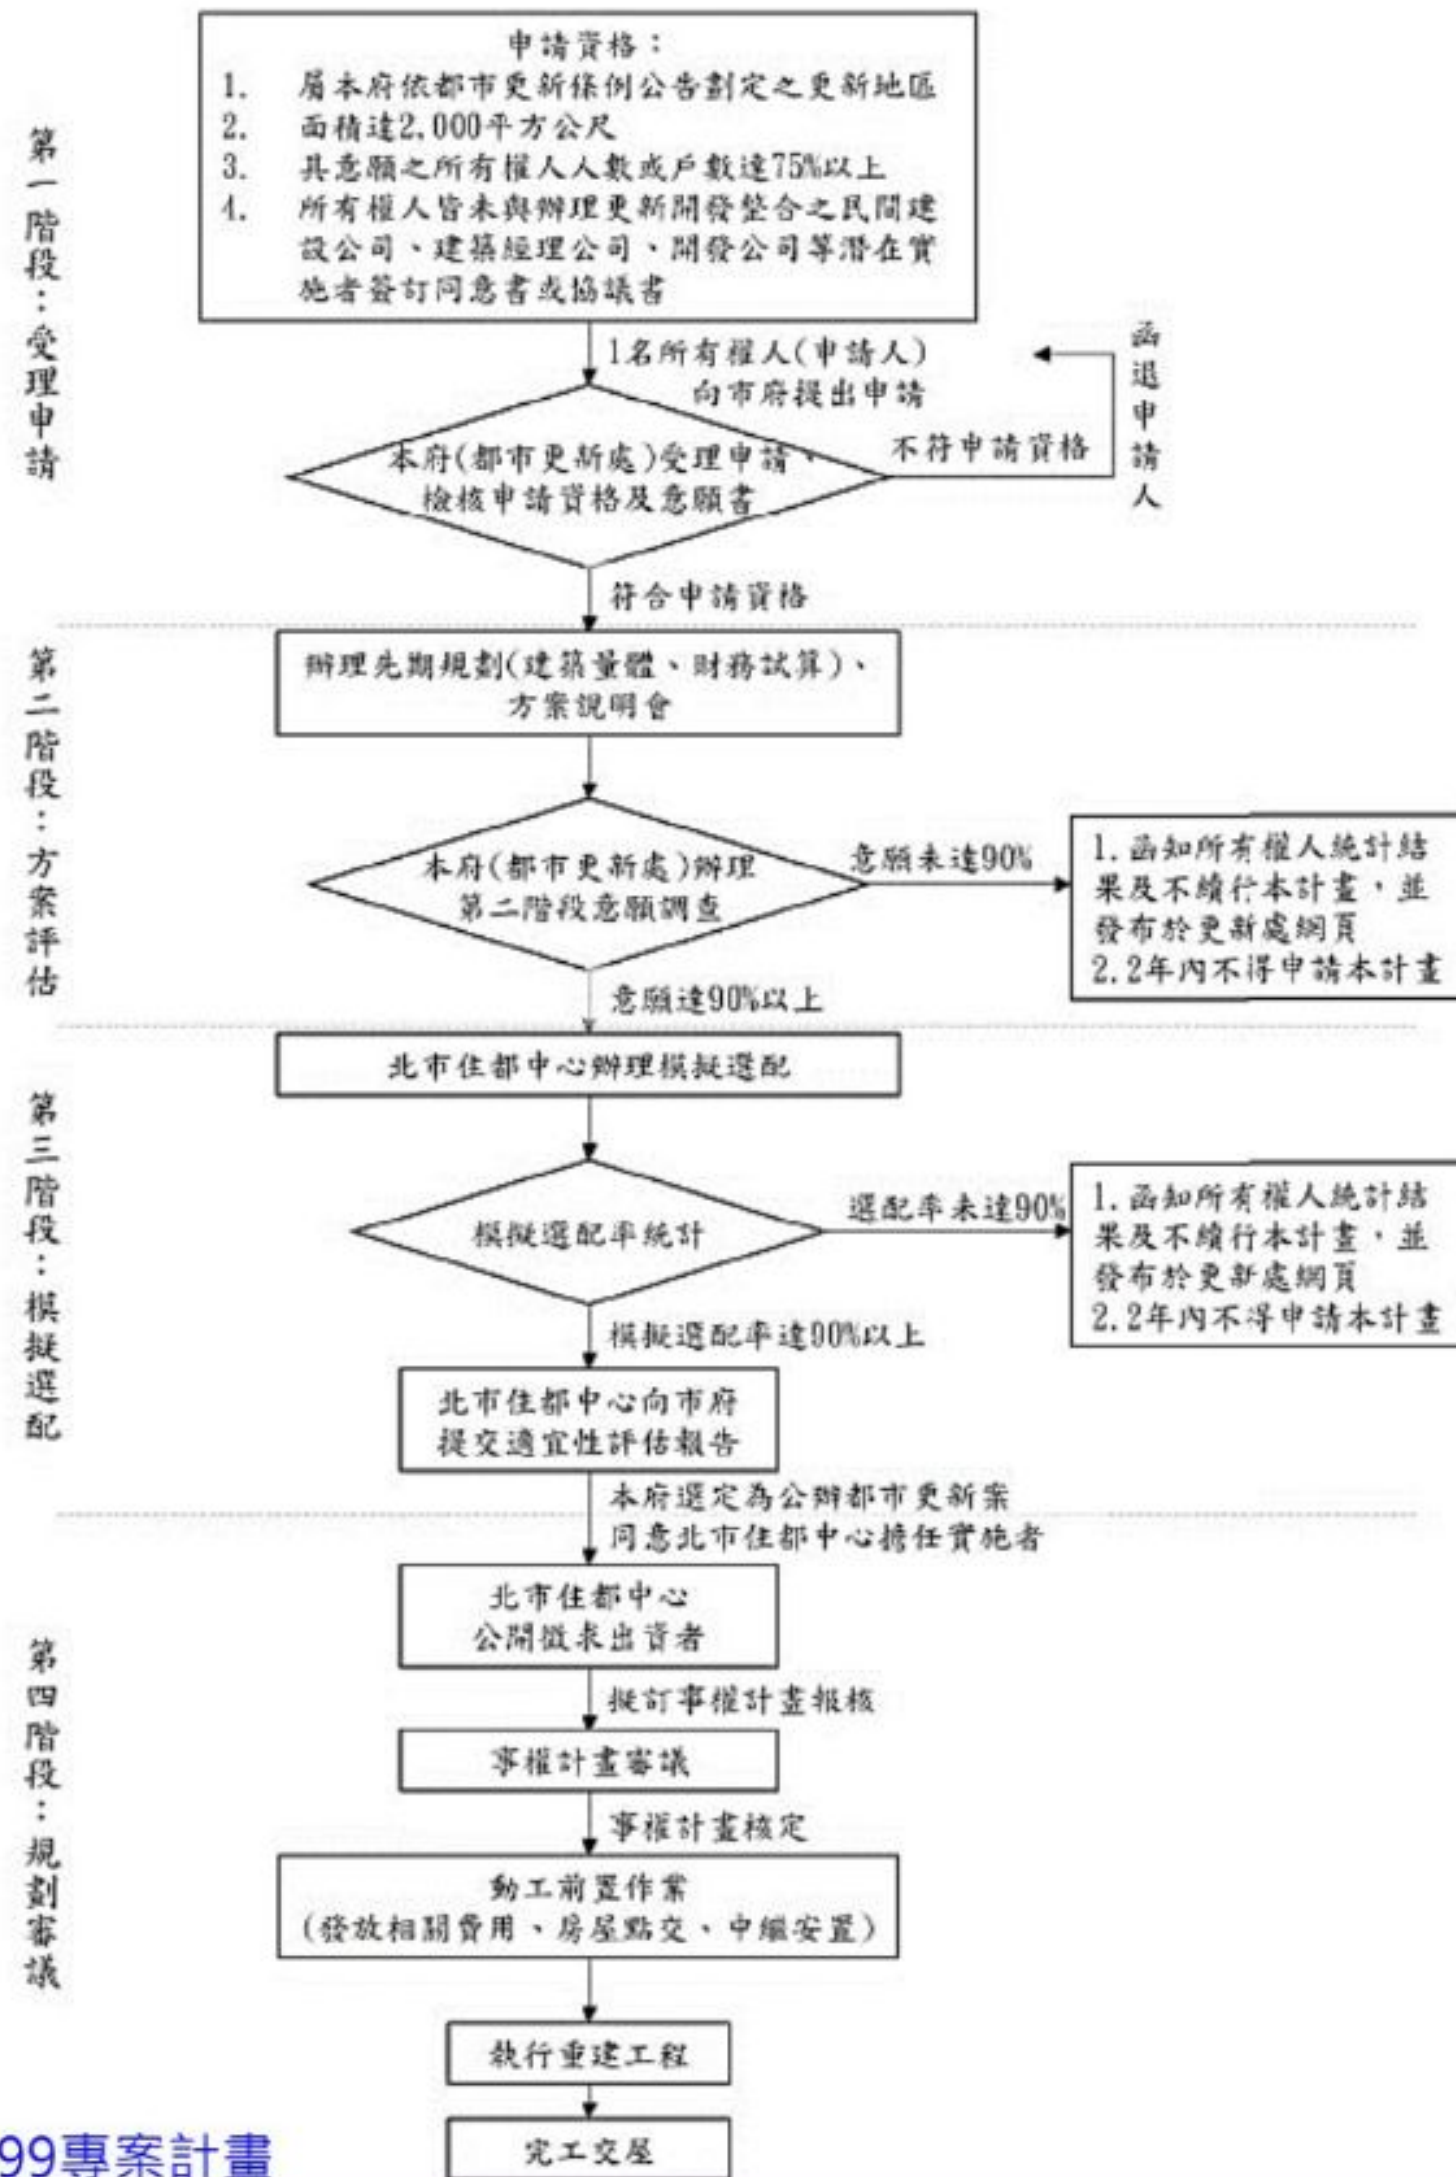 申請資格：
1. 屬本府依都市更新條例公告劃定之更新地區
2. 面積達2,000平方公尺
3. 具意願之所有權人人數或戶數達75%以上
4. 所有權人皆未與辦理更新開發整合之民間建
設公司、建築經理公司、開發公司等潛在實
施者簽訂同意書或協議書
第一階段：受理申請
1名所有權人(申請人)
向市府提出申請
函退申請人
本府(都市更新處)受理申請、
檢核申請資格及意願書
不符申請資格
符合申請資格
第二階段：方案評估
辦理先期規劃(建築量體、財務試算)、
方案說明會
本府(都市更新處)辦理
第二階段意願調查
意願未達90%
1.函知所有權人統計結
果及不續行本計畫，並
發布於更新處網頁
2.2年內不得申請本計畫
意願達90%以上
第三階段：模擬選配
北市住都中心辦理模擬選配
模擬選配率統計
選配率未達90%
1.函知所有權人統計結
果及不續行本計畫，並
發布於更新處網頁
2.2年內不得申請本計畫
模擬選配率達90%以上
北市住都中心向市府
提交適宜性評估報告
本府選定為公辦都市更新案
同意北市住都中心擔任實施者
第四階段：規劃審議
北市住都中心
公開徵求出資者
擬訂事權計畫報核
事權計畫審議
事權計畫核定
動工前置作業
(發放相關費用、房屋點交、中繼安置)
執行重建工程
完工交屋
99專案計畫